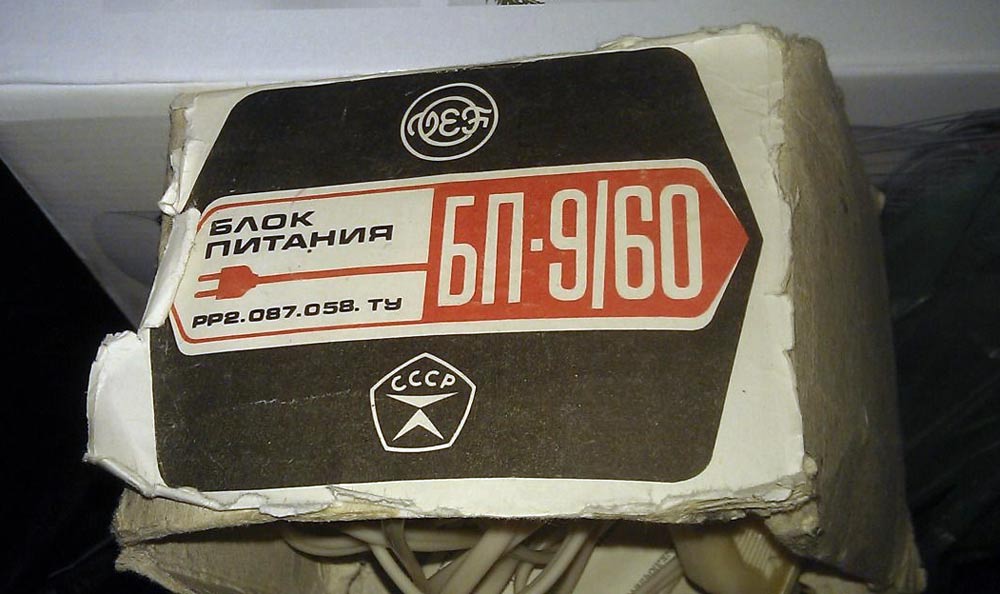 VEF
БЛОК
ПИТАНИЯ
БП-9/60
РР2.087.058. ТУ
СССР